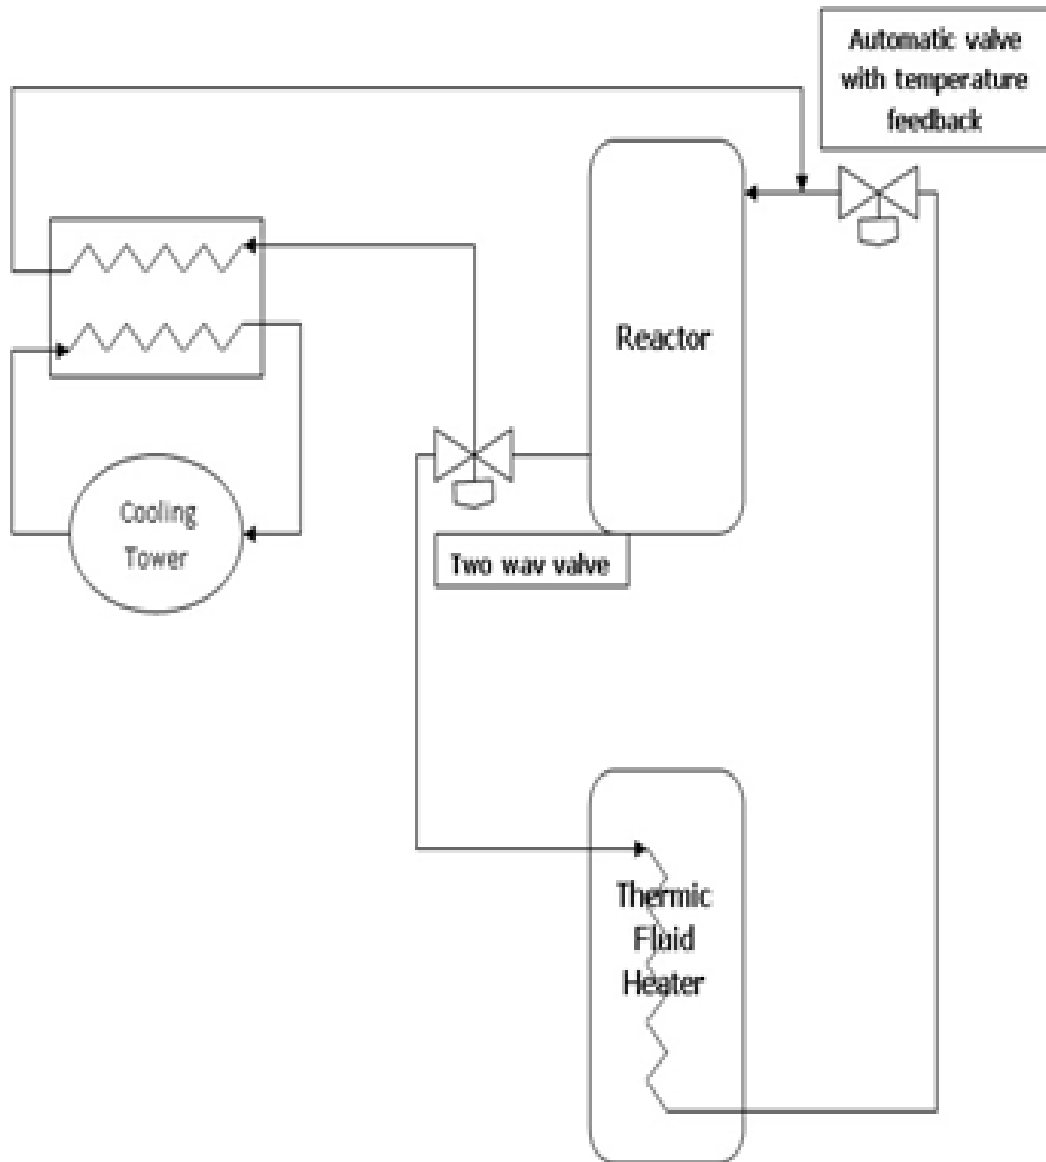 Automatic valve
with temperature
feedback
Reactor
Cooling
Tower
Two wav valve
Thermic
Fluid
Heater